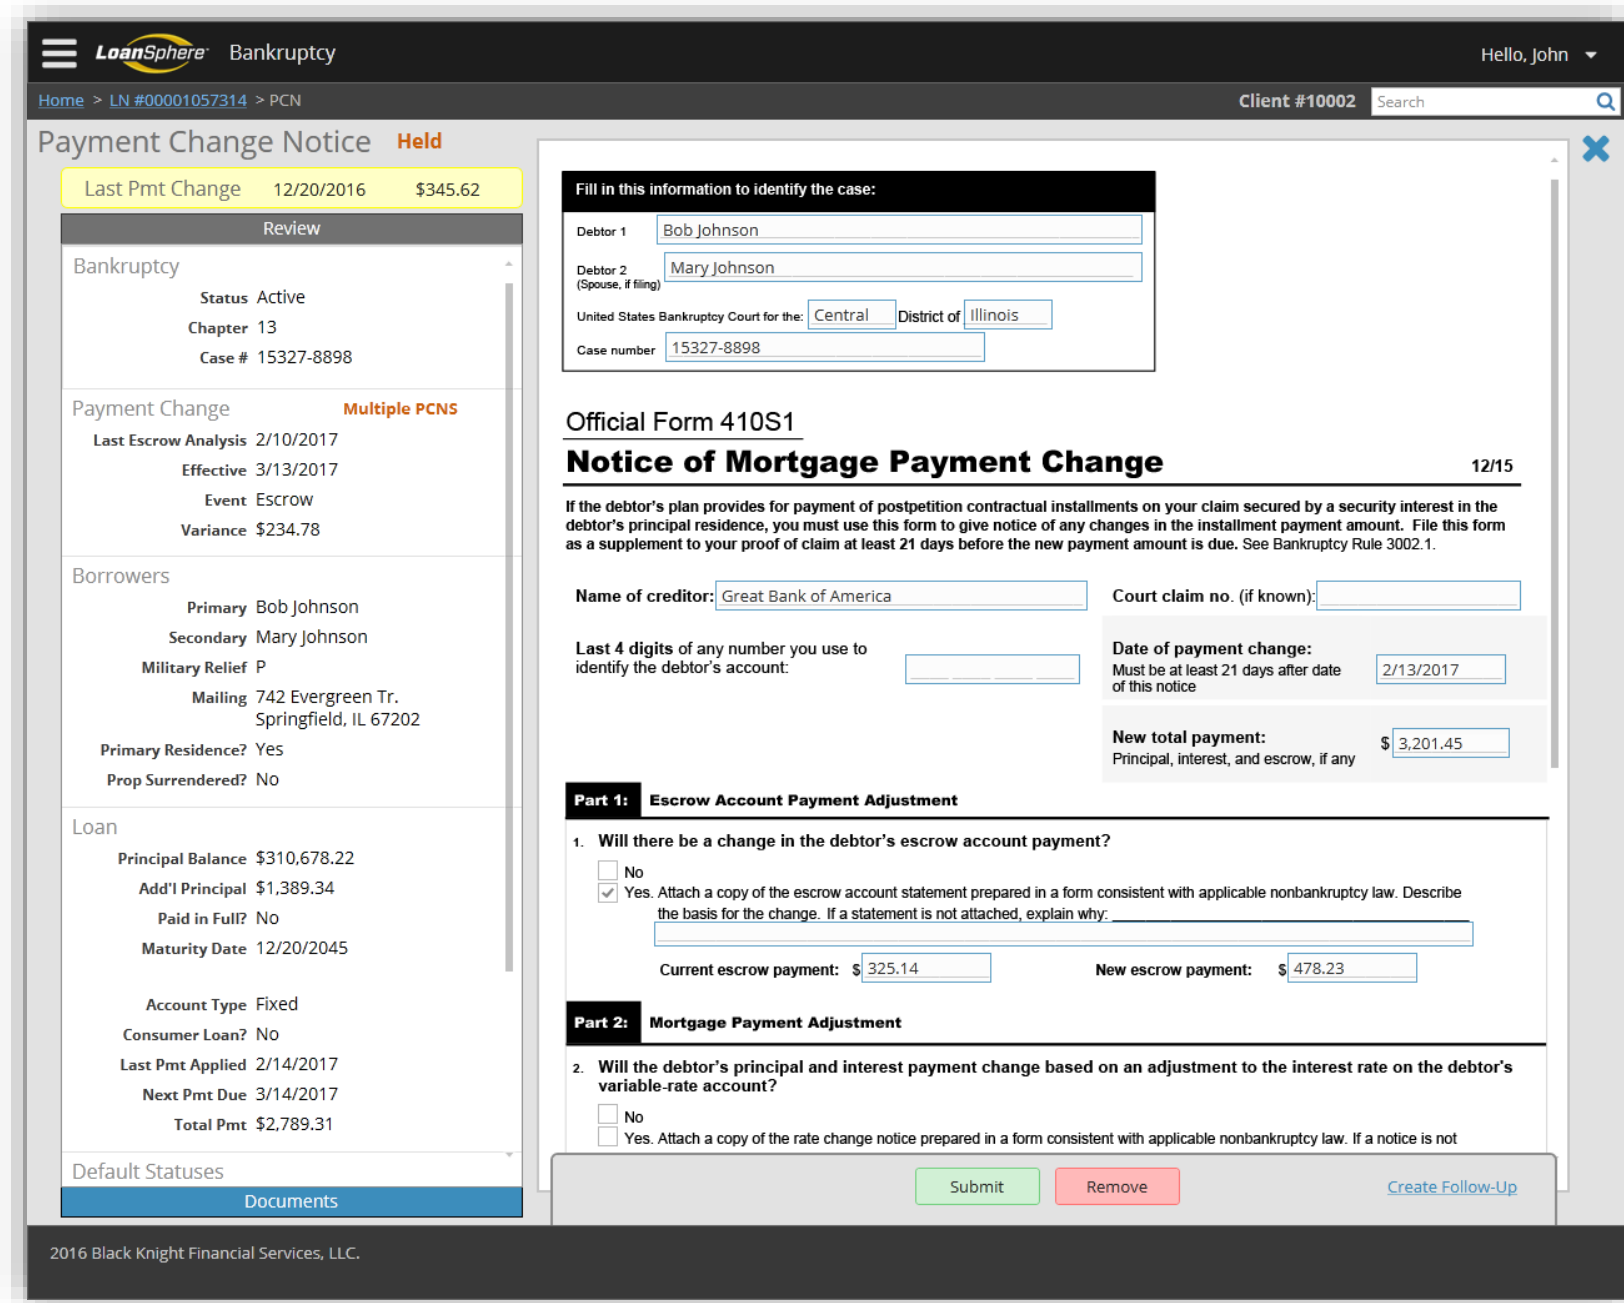 LoanSphere Bankruptcy
Hello, John
Home > LN #00001057314 > PCN
Client #10002
Search
Payment Change Notice Held
Last Pmt Change 12/20/2016 $345.62
Review
Bankruptcy
Status Active
Chapter 13
Case # 15327-8898
Payment Change Multiple PCNS
Last Escrow Analysis 2/10/2017
Effective 3/13/2017
Event Escrow
Variance $234.78
Borrowers
Primary Bob Johnson
Secondary Mary Johnson
Military Relief P
Mailing 742 Evergreen Tr.
Springfield, IL 67202
Primary Residence? Yes
Prop Surrendered? No
Loan
Principal Balance $310,678.22
Add'l Principal $1,389.34
Paid in Full? No
Maturity Date 12/20/2045
Account Type Fixed
Consumer Loan? No
Last Pmt Applied 2/14/2017
Next Pmt Due 3/14/2017
Total Pmt $2,789.31
Default Statuses
Documents
Fill in this information to identify the case:
Debtor 1 Bob Johnson
Debtor 2 Mary Johnson
(Spouse, if filing)
United States Bankruptcy Court for the: Central District of Illinois
Case number 15327-8898
Official Form 410S1
Notice of Mortgage Payment Change 12/15
If the debtor's plan provides for payment of postpetition contractual installments on your claim secured by a security interest in the
debtor's principal residence, you must use this form to give notice of any changes in the installment payment amount. File this form
as a supplement to your proof of claim at least 21 days before the new payment amount is due. See Bankruptcy Rule 3002.1.
Name of creditor: Great Bank of America
Court claim no. (if known):
Last 4 digits of any number you use to
identify the debtor's account:
Date of payment change:
Must be at least 21 days after date
of this notice
2/13/2017
New total payment:
Principal, interest, and escrow, if any
$ 3,201.45
Part 1: Escrow Account Payment Adjustment
1. Will there be a change in the debtor's escrow account payment?
No
Yes. Attach a copy of the escrow account statement prepared in a form consistent with applicable nonbankruptcy law. Describe
the basis for the change. If a statement is not attached, explain why:
Current escrow payment: $ 325.14 New escrow payment: $ 478.23
Part 2: Mortgage Payment Adjustment
2. Will the debtor's principal and interest payment change based on an adjustment to the interest rate on the debtor's
variable-rate account?
No
Yes. Attach a copy of the rate change notice prepared in a form consistent with applicable nonbankruptcy law. If a notice is not
Submit
Remove
Create Follow-Up
2016 Black Knight Financial Services, LLC.